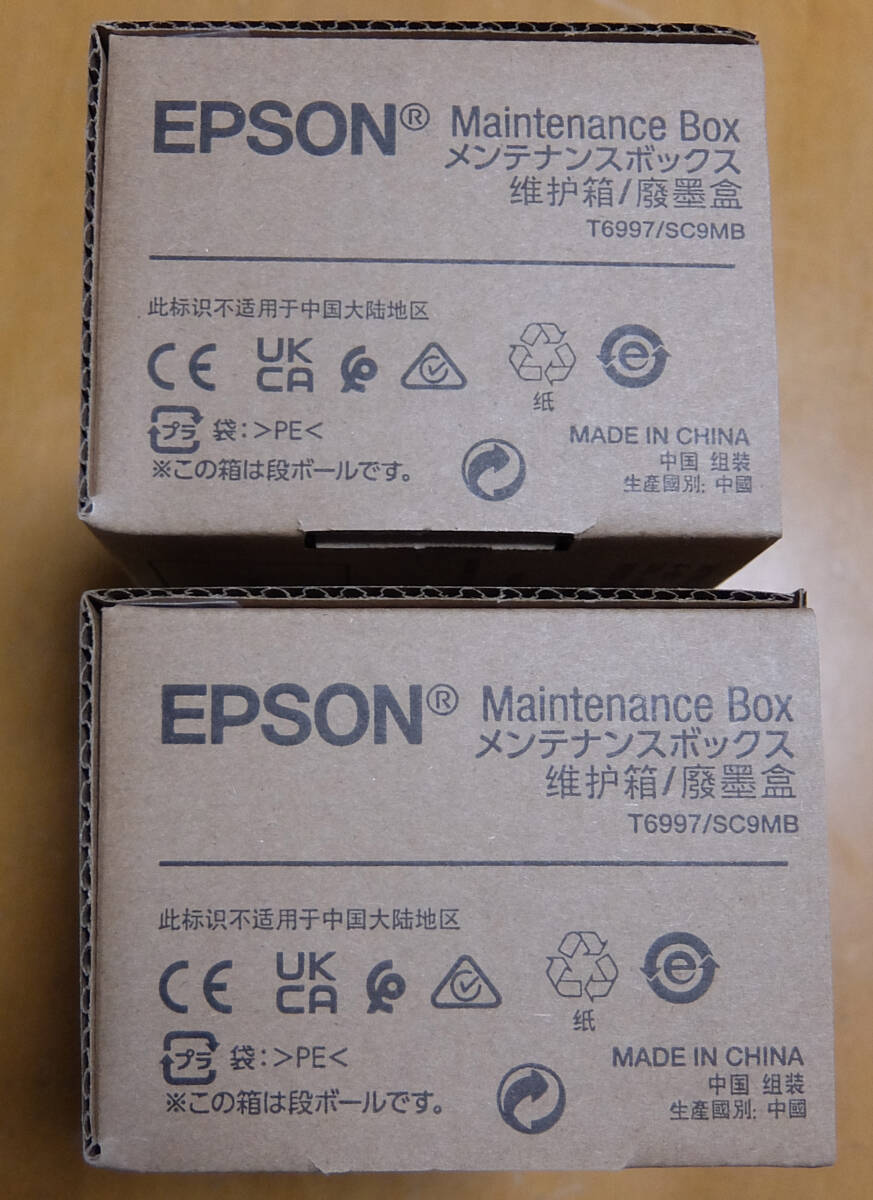 EPSON® Maintenance Box
メンテナンスボックス
维护箱/廢墨盒
T6997/SC9MB
此标识不适用于中国大陆地区
CE UK CA
纸
プラ 袋:>PE<
※この箱は段ボールです。
MADE IN CHINA
中国 组装
生產國別: 中國
EPSON® Maintenance Box
メンテナンスボックス
维护箱/廢墨盒
T6997/SC9MB
此标识不适用于中国大陆地区
CE UK CA
纸
プラ 袋:>PE<
※この箱は段ボールです。
MADE IN CHINA
中国 组装
生產國別: 中國